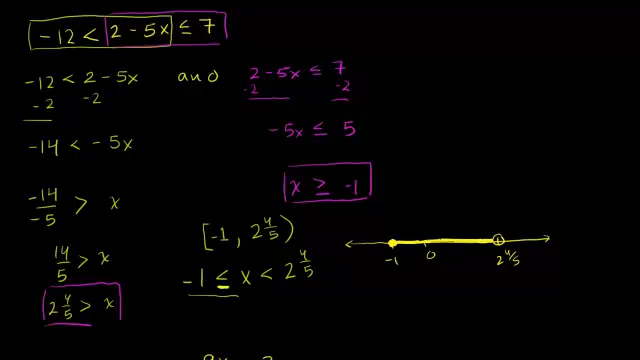 -12 < 2 - 5x ≤ 7
-12 < 2 - 5x and 2 - 5x ≤ 7
-2 -2 -2 -2
-14 < -5x
-5x ≤ 5
-14/-5 > x
x ≥ -1
14/5 > x
2 4/5 > x
[-1, 2 4/5)
-1 ≤ x < 2 4/5
-1 0 2 4/5